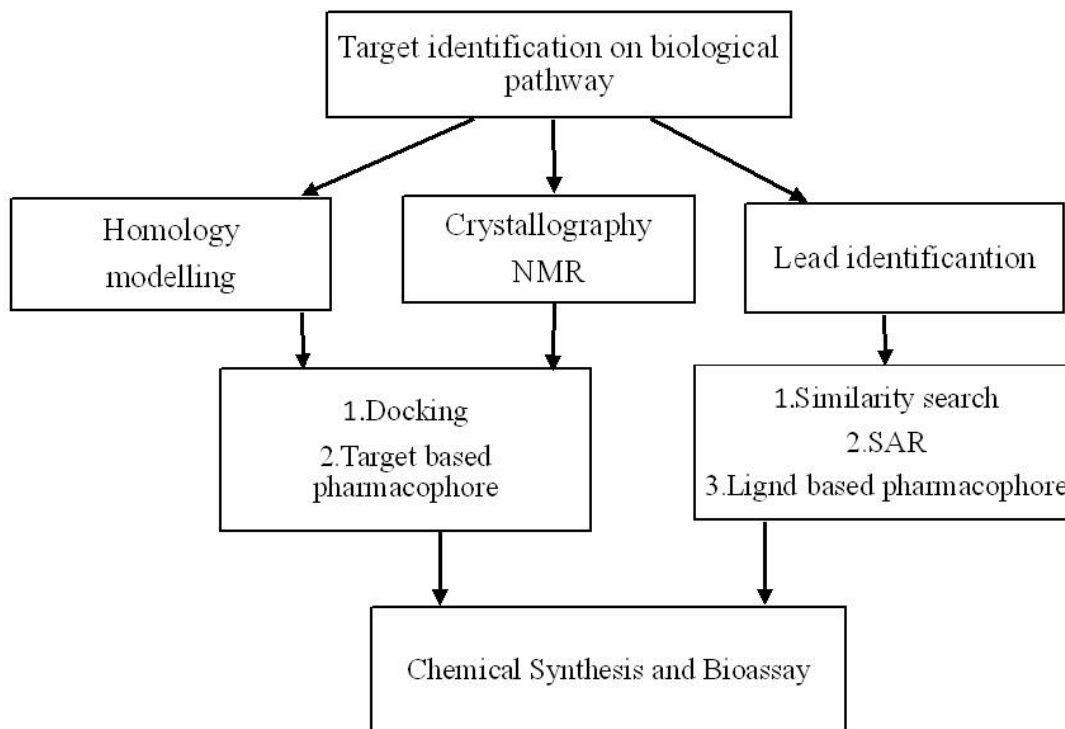 Target identification on biological
pathway
Homology
modelling
Crystallography
NMR
Lead identificantion
1.Docking
2.Target based
pharmacophore
1.Similarity search
2.SAR
3.Lignd based pharmacophore
Chemical Synthesis and Bioassay